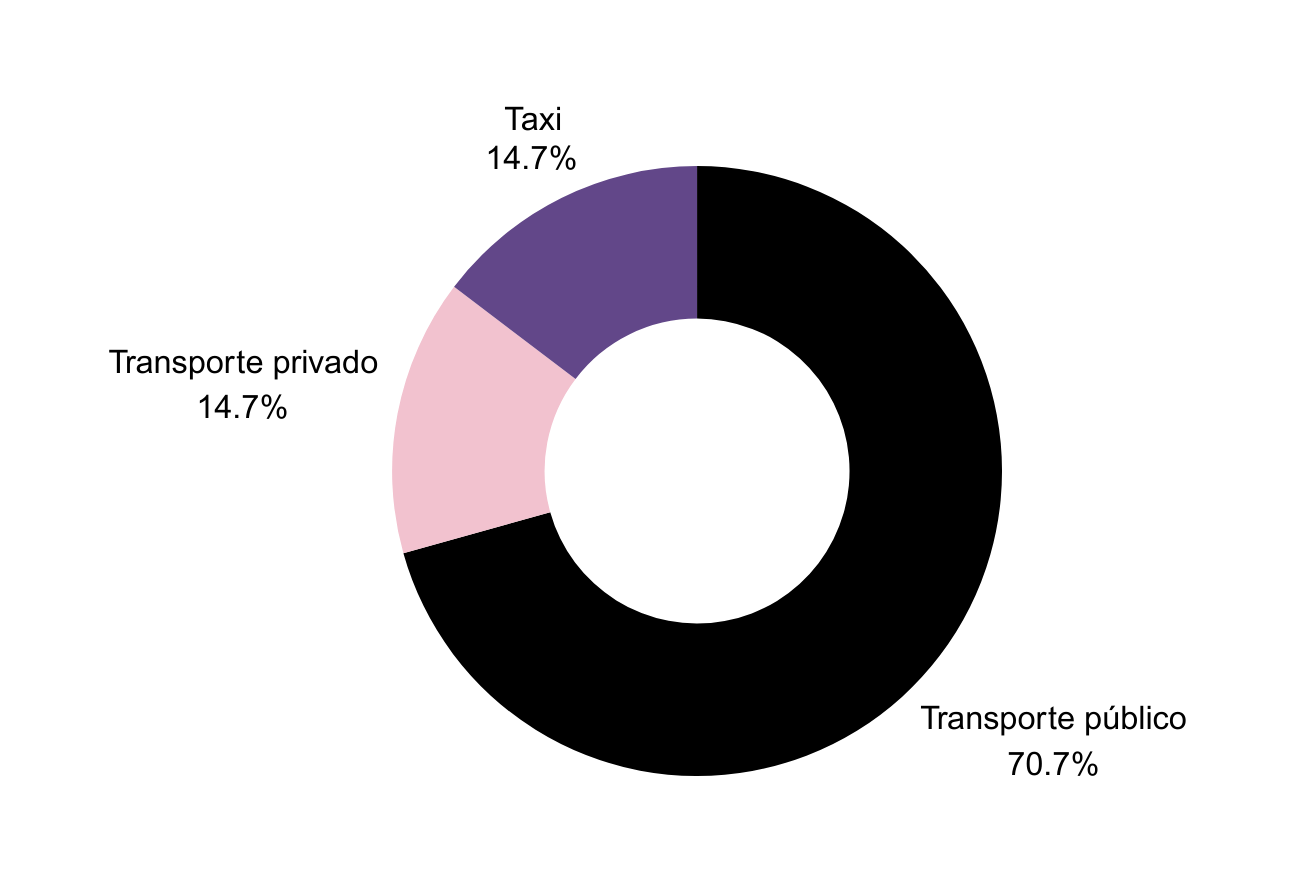 Taxi
14.7%
Transporte privado
14.7%
Transporte público
70.7%